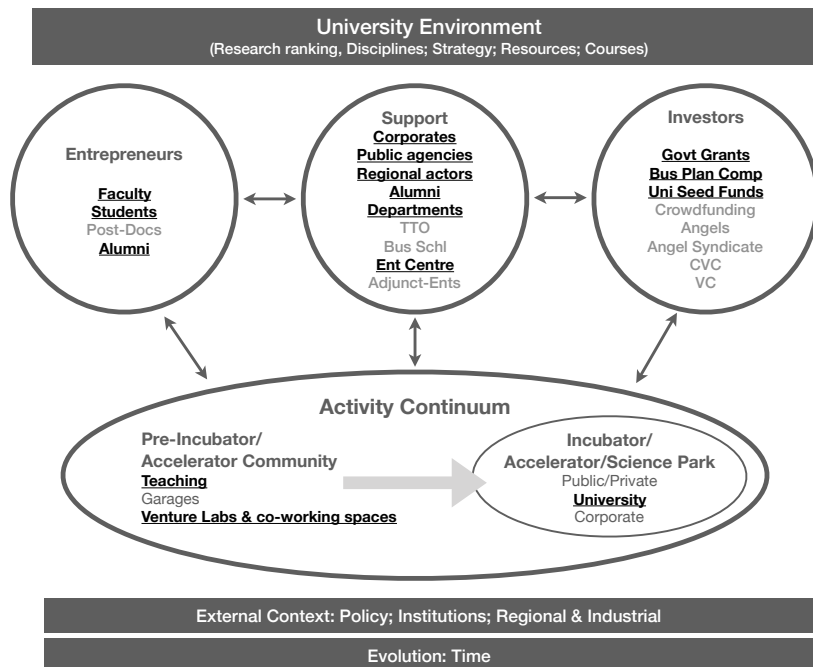 University Environment
(Research ranking, Disciplines; Strategy; Resources; Courses)
Entrepreneurs
Faculty
Students
Post-Docs
Alumni
Support
Corporates
Public agencies
Regional actors
Alumni
Departments
TTO
Bus Schl
Ent Centre
Adjunct-Ents
Investors
Govt Grants
Bus Plan Comp
Uni Seed Funds
Crowdfunding
Angels
Angel Syndicate
CVC
VC
Activity Continuum
Pre-Incubator/
Accelerator Community
Teaching
Garages
Venture Labs & co-working spaces
Incubator/
Accelerator/Science Park
Public/Private
University
Corporate
External Context: Policy; Institutions; Regional & Industrial
Evolution: Time